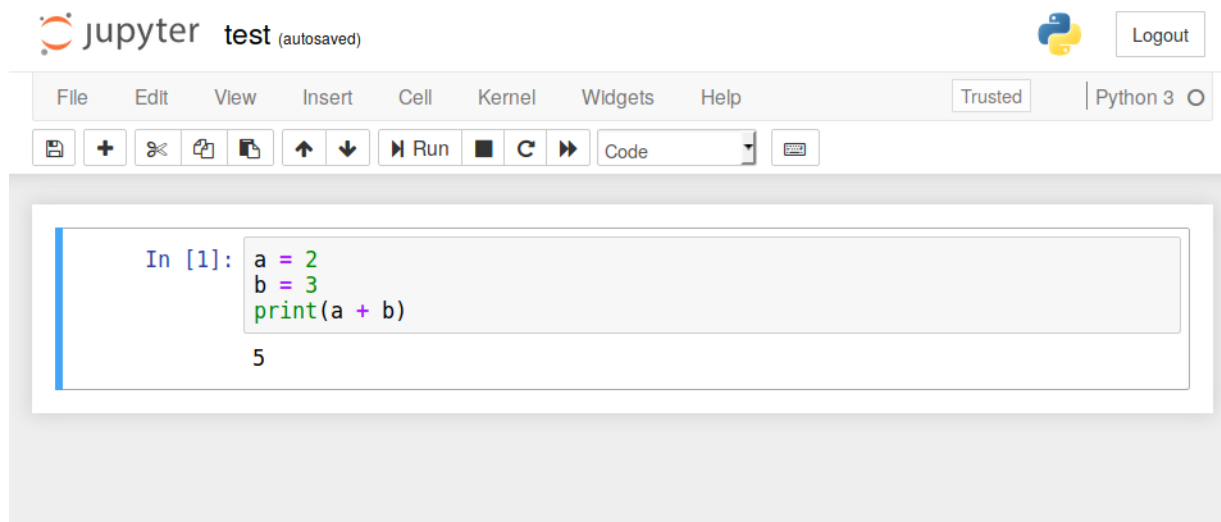 jupyter test (autosaved)
Logout
File Edit View Insert Cell Kernel Widgets Help Trusted Python 3
Run Code
In [1]: a = 2
b = 3
print(a + b)
5